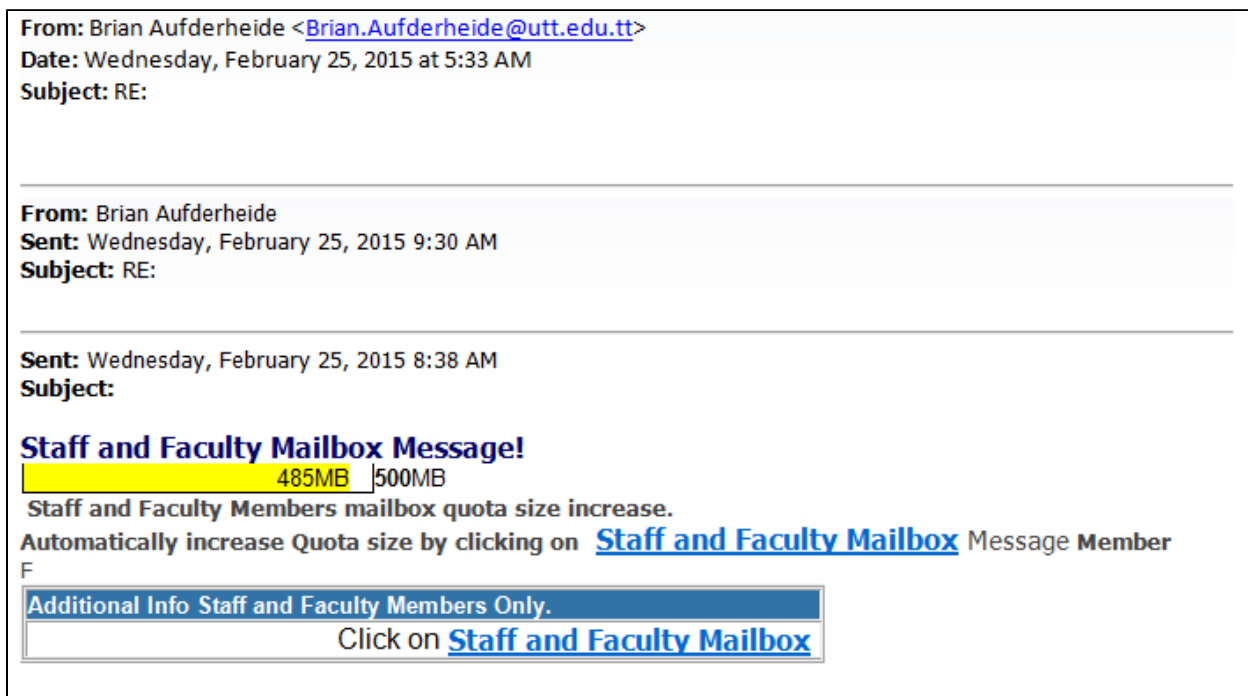 From: Brian Aufderheide <Brian.Aufderheide@utt.edu.tt>
Date: Wednesday, February 25, 2015 at 5:33 AM
Subject: RE:
From: Brian Aufderheide
Sent: Wednesday, February 25, 2015 9:30 AM
Subject: RE:
Sent: Wednesday, February 25, 2015 8:38 AM
Subject:
Staff and Faculty Mailbox Message!
485MB 500MB
Staff and Faculty Members mailbox quota size increase.
Automatically increase Quota size by clicking on Staff and Faculty Mailbox Message Member
F
Additional Info Staff and Faculty Members Only.
Click on Staff and Faculty Mailbox